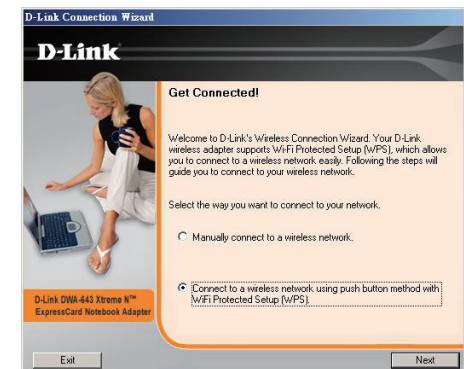 D-Link Connection Wizard
D-Link
Get Connected!
Welcome to D-Link's Wireless Connection Wizard. Your D-Link
wireless adapter supports Wi-Fi Protected Setup (WPS), which allows
you to connect to a wireless network easily. Following the steps will
guide you to connect to your wireless network.
Select the way you want to connect to your network.
Manually connect to a wireless network.
Connect to a wireless network using push button method with
WiFi Protected Setup (WPS).
D-Link DWA-643 Xtreme N™
ExpressCard Notebook Adapter
Exit
Next